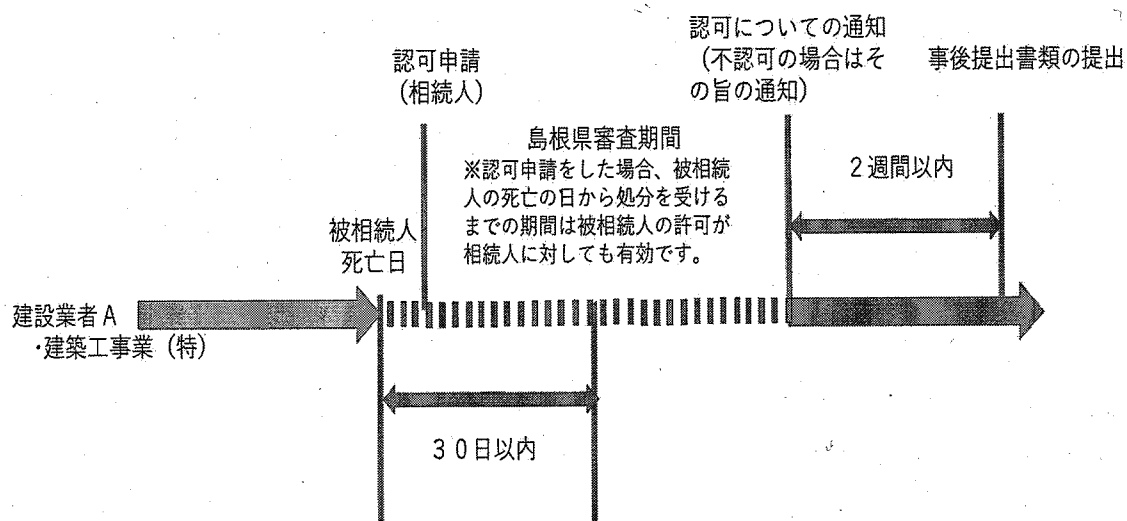 認可申請
（相続人）
認可についての通知
（不認可の場合はそ
の旨の通知）
事後提出書類の提出
島根県審査期間
※認可申請をした場合、被相続
人の死亡の日から処分を受ける
までの期間は被相続人の許可が
相続人に対しても有効です。
２週間以内
被相続人
死亡日
建設業者Ａ
・建築工事業（特）
３０日以内